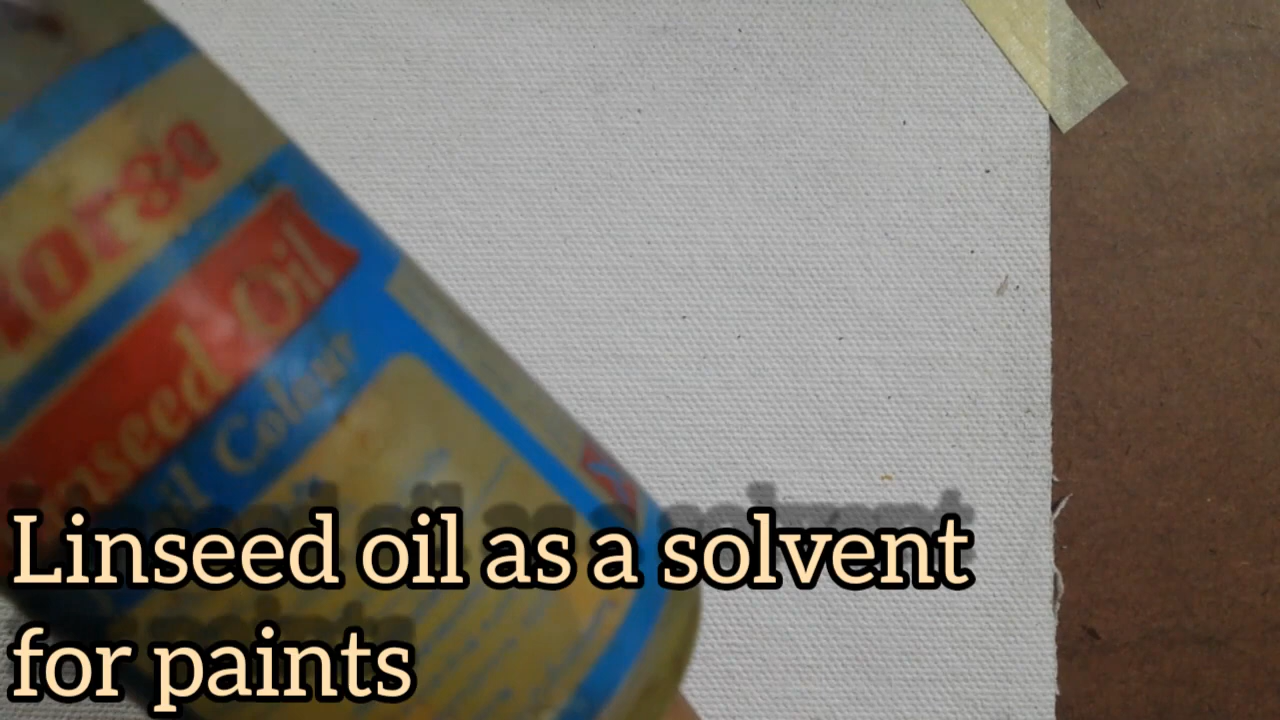 Linseed Oil
Oil Colour
Linseed oil as a solvent
for paints